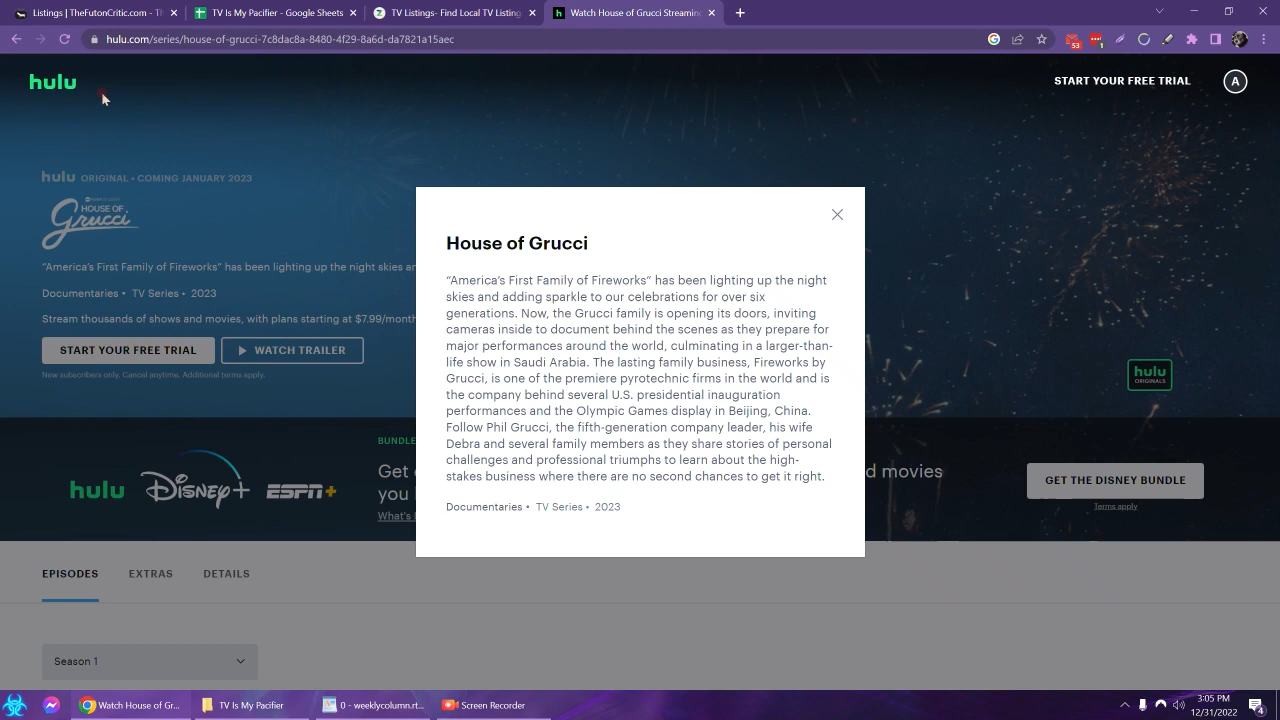 Listings | TheFutonCritic.com - Th
TheFutonCritic - Google Sheets
TV Listings- Find Local TV Listing
Watch House of Grucci Streaming
hulu.com/series/house-of-grucci-7c8dac8a-8480-4f29-8a6d-da7821a15aec
53
1
hulu
START YOUR FREE TRIAL
A
hulu ORIGINAL • COMING JANUARY 2023
HOUSE OF
Grucci
“America’s First Family of Fireworks” has been lighting up the night skies an
Documentaries • TV Series • 2023
Stream thousands of shows and movies, with plans starting at $7.99/month
START YOUR FREE TRIAL
WATCH TRAILER
New subscribers only. Cancel anytime. Additional terms apply.
House of Grucci
“America’s First Family of Fireworks” has been lighting up the night
skies and adding sparkle to our celebrations for over six
generations. Now, the Grucci family is opening its doors, inviting
cameras inside to document behind the scenes as they prepare for
major performances around the world, culminating in a larger-than-
life show in Saudi Arabia. The lasting family business, Fireworks by
Grucci, is one of the premiere pyrotechnic firms in the world and is
the company behind several U.S. presidential inauguration
performances and the Olympic Games display in Beijing, China.
Follow Phil Grucci, the fifth-generation company leader, his wife
Debra and several family members as they share stories of personal
challenges and professional triumphs to learn about the high-
stakes business where there are no second chances to get it right.
Documentaries • TV Series • 2023
hulu
ORIGINALS
BUNDLE
hulu Disney+ ESPN+
Get
d movies
you
What's
GET THE DISNEY BUNDLE
Terms apply
EPISODES
EXTRAS
DETAILS
Season 1
Watch House of Gr...
TV Is My Pacifier
0 - weeklycolumn.rt...
Screen Recorder
3:05 PM
12/31/2022